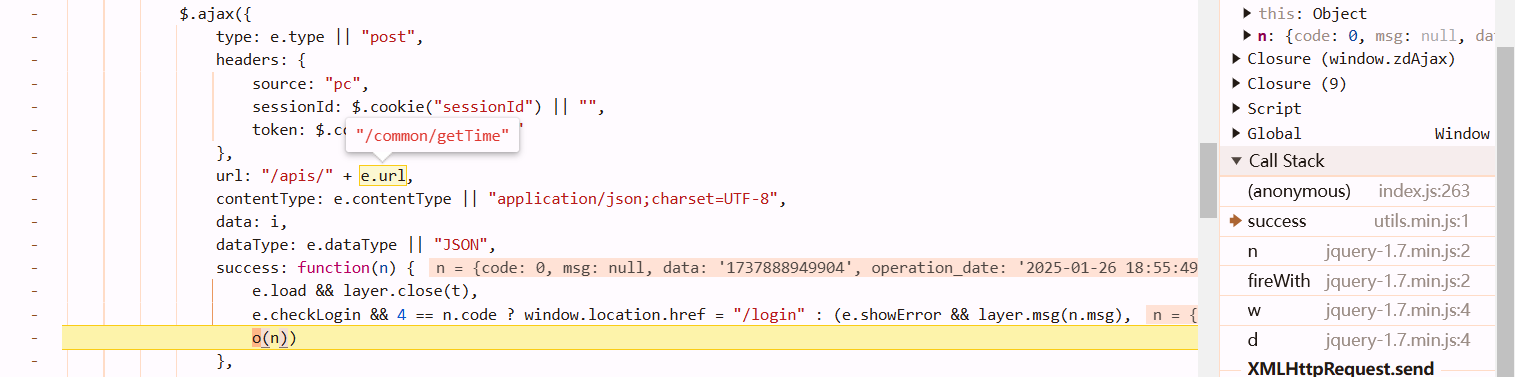 $.ajax({
type: e.type || "post",
headers: {
source: "pc",
sessionId: $.cookie("sessionId") || "",
token: $.co
"/common/getTime"
},
url: "/apis/" + e.url,
contentType: e.contentType || "application/json;charset=UTF-8",
data: i,
dataType: e.dataType || "JSON",
success: function(n) { n = {code: 0, msg: null, data: '1737888949904', operation_date: '2025-01-26 18:55:49
e.load && layer.close(t),
e.checkLogin && 4 == n.code ? window.location.href = "/login" : (e.showError && layer.msg(n.msg), n = {
o(n))
},
this: Object
n: {code: 0, msg: null, da
Closure (window.zdAjax)
Closure (9)
Script
Global Window
Call Stack
(anonymous) index.js:263
success utils.min.js:1
n jquery-1.7.min.js:2
fireWith jquery-1.7.min.js:2
w jquery-1.7.min.js:4
d jquery-1.7.min.js:4
XMLHttpRequest.send